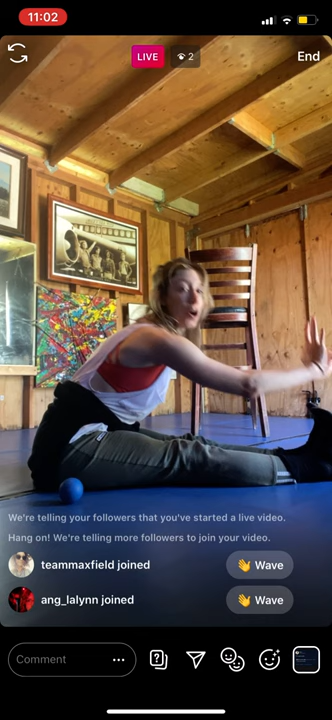 11:02
LIVE
2
End
We're telling your followers that you've started a live video.
Hang on! We're telling more followers to join your video.
teammaxfield joined
Wave
ang_lalynn joined
Wave
Comment